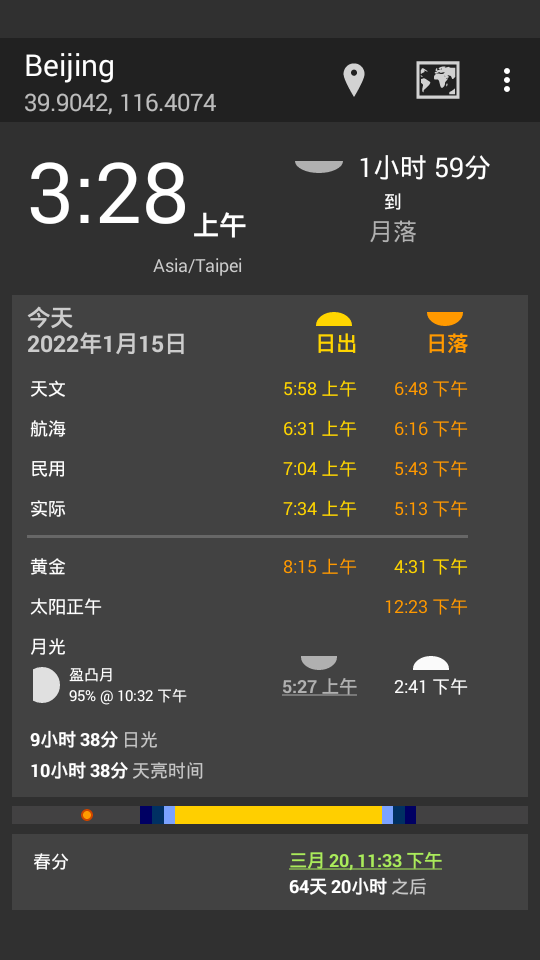 Beijing
39.9042, 116.4074
3:28 上午
Asia/Taipei
1小时 59分
到
月落
今天
2022年1月15日
日出 日落
天文 5:58 上午 6:48 下午
航海 6:31 上午 6:16 下午
民用 7:04 上午 5:43 下午
实际 7:34 上午 5:13 下午
黄金 8:15 上午 4:31 下午
太阳正午 12:23 下午
月光
盈凸月
95% @ 10:32 下午
5:27 上午 2:41 下午
9小时 38分 日光
10小时 38分 天亮时间
春分 三月 20, 11:33 下午
64天 20小时 之后